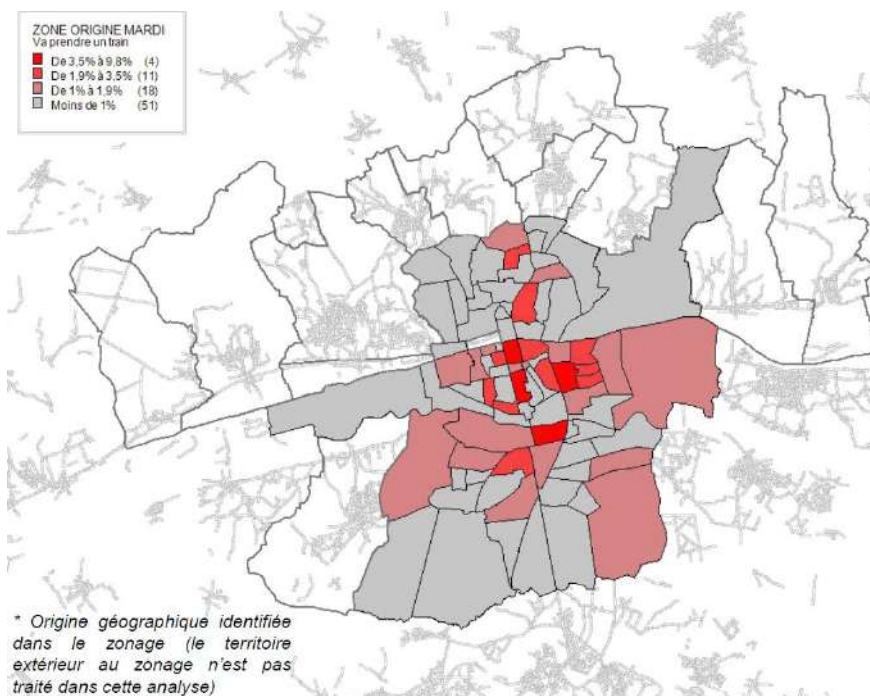 ZONE ORIGINE MARDI
Va prendre un train
De 3,5% à 9,8% (4)
De 1,9% à 3,5% (11)
De 1% à 1,9% (18)
Moins de 1% (51)
* Origine géographique identifiée
dans le zonage (le territoire
extérieur au zonage n'est pas
traité dans cette analyse)